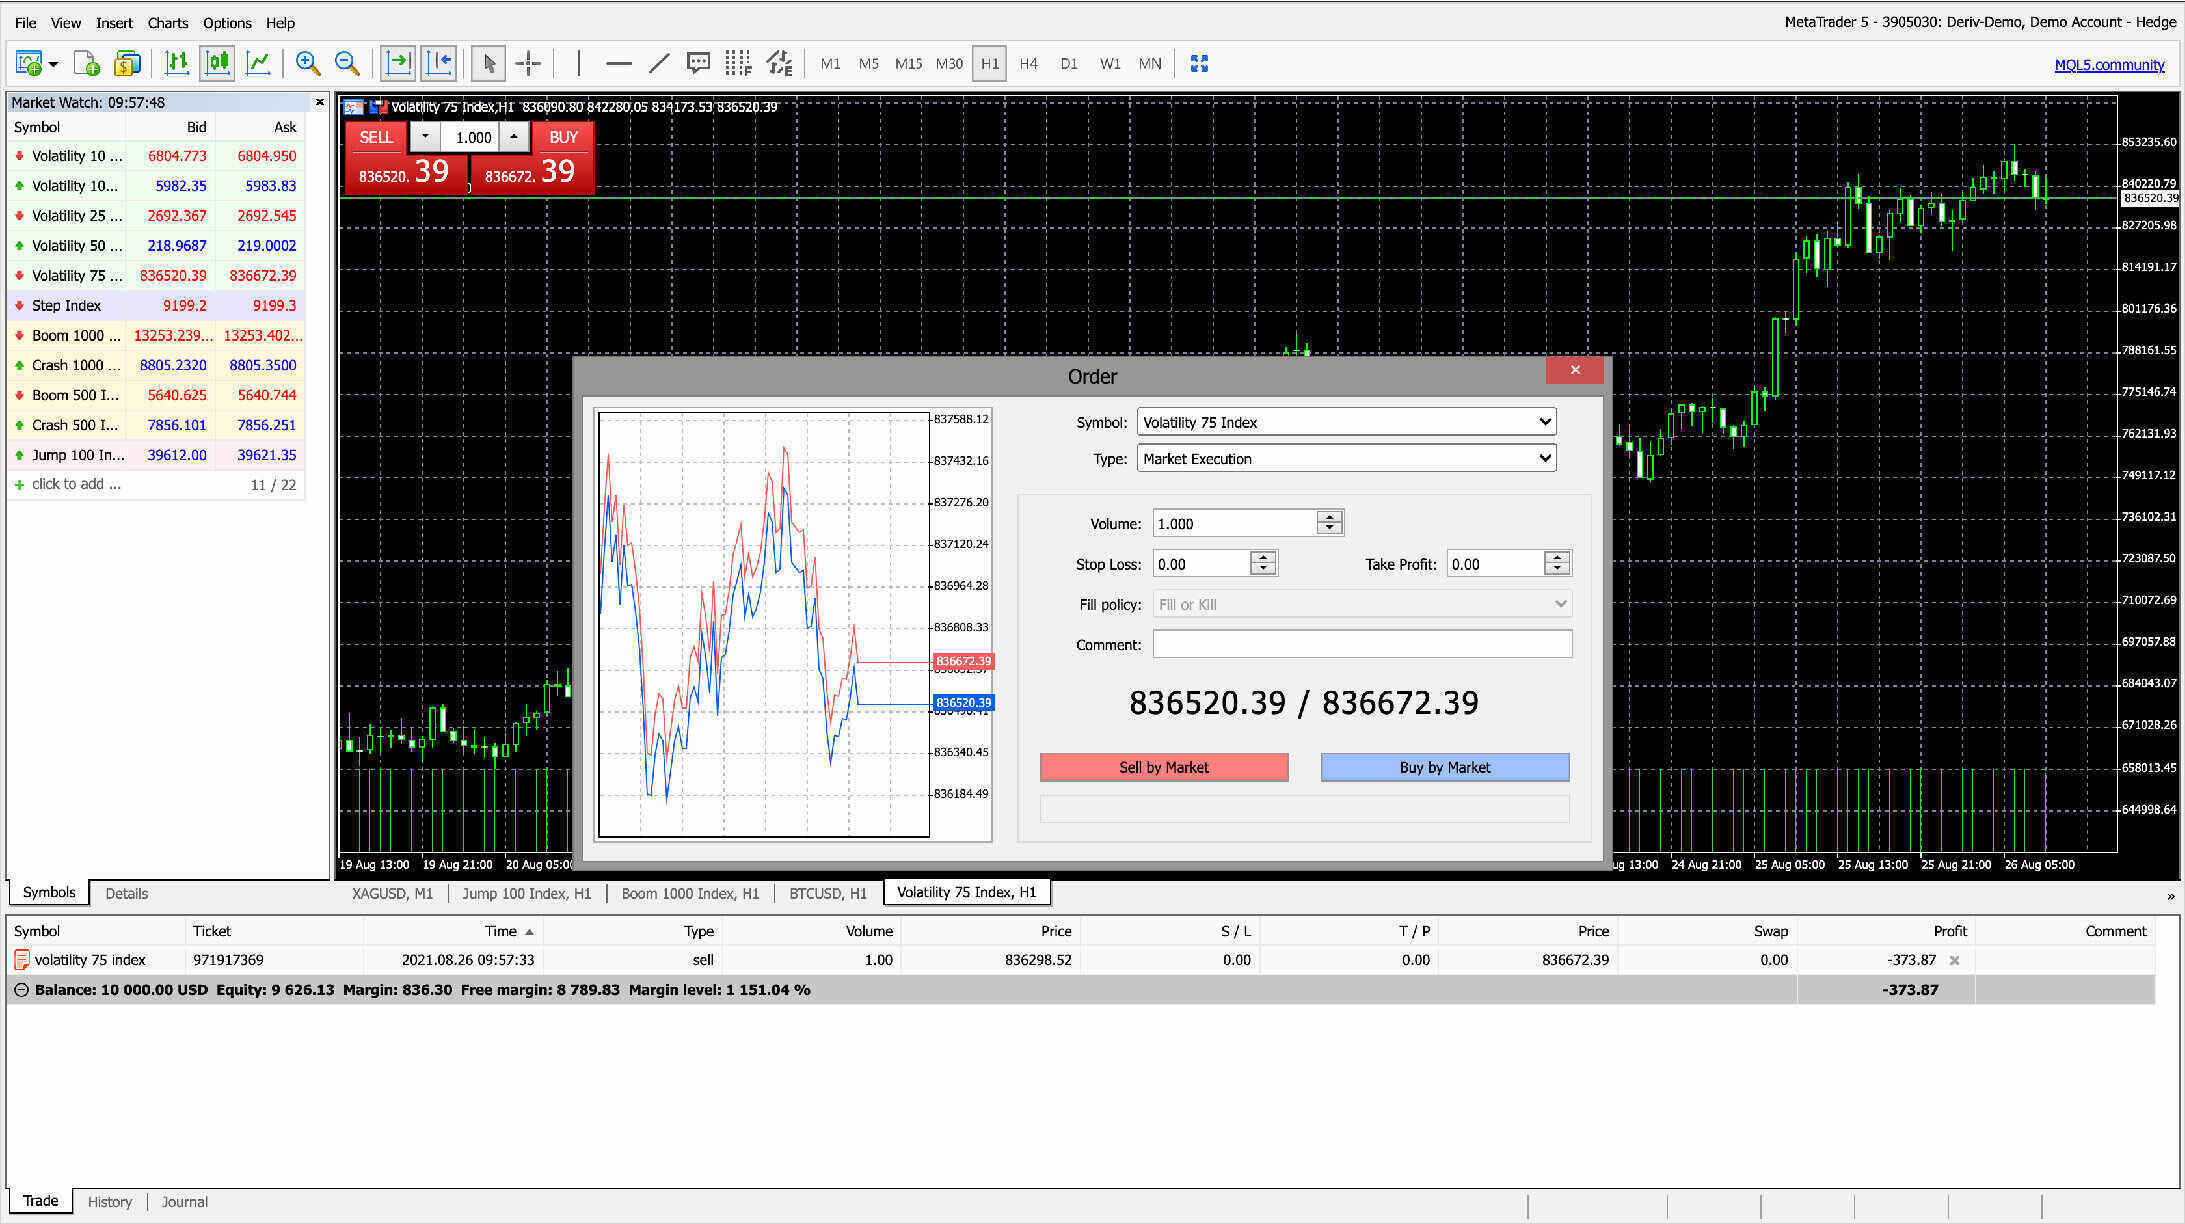 File View Insert Charts Options Help
MetaTrader 5 - 3905030: Deriv-Demo, Demo Account - Hedge
M1 M5 M15 M30 H1 H4 D1 W1 MN
MQL5.community
Market Watch: 09:57:48
Symbol Bid Ask
Volatility 10 ... 6804.773 6804.950
Volatility 10... 5982.35 5983.83
Volatility 25 ... 2692.367 2692.545
Volatility 50 ... 218.9687 219.0002
Volatility 75 ... 836520.39 836672.39
Step Index 9199.2 9199.3
Boom 1000 ... 13253.239... 13253.402...
Crash 1000 ... 8805.2320 8805.3500
Boom 500 I... 5640.625 5640.744
Crash 500 I... 7856.101 7856.251
Jump 100 In... 39612.00 39621.35
click to add ... 11 / 22
Symbols Details
Volatility 75 Index,H1 836090.80 842280.05 834173.53 836520.39
SELL 1.000 BUY
836520.39 836672.39
853235.60
840220.79
836520.39
827205.98
814191.17
801176.36
788161.55
775146.74
762131.93
749117.12
736102.31
723087.50
710072.69
697057.88
684043.07
671028.26
658013.45
644998.64
19 Aug 13:00 19 Aug 21:00 20 Aug 05:00
ug 13:00 24 Aug 21:00 25 Aug 05:00 25 Aug 13:00 25 Aug 21:00 26 Aug 05:00
Order
837588.12
837432.16
837276.20
837120.24
836964.28
836808.33
836672.39
836520.39
836340.45
836184.49
Symbol: Volatility 75 Index
Type: Market Execution
Volume: 1.000
Stop Loss: 0.00 Take Profit: 0.00
Fill policy: Fill or Kill
Comment:
836520.39 / 836672.39
Sell by Market Buy by Market
XAGUSD, M1 Jump 100 Index, H1 Boom 1000 Index, H1 BTCUSD, H1 Volatility 75 Index, H1 »
Symbol Ticket Time Type Volume Price S / L T / P Price Swap Profit Comment
volatility 75 index 971917369 2021.08.26 09:57:33 sell 1.00 836298.52 0.00 0.00 836672.39 0.00 -373.87
Balance: 10 000.00 USD Equity: 9 626.13 Margin: 836.30 Free margin: 8 789.83 Margin level: 1 151.04 % -373.87
Trade History Journal